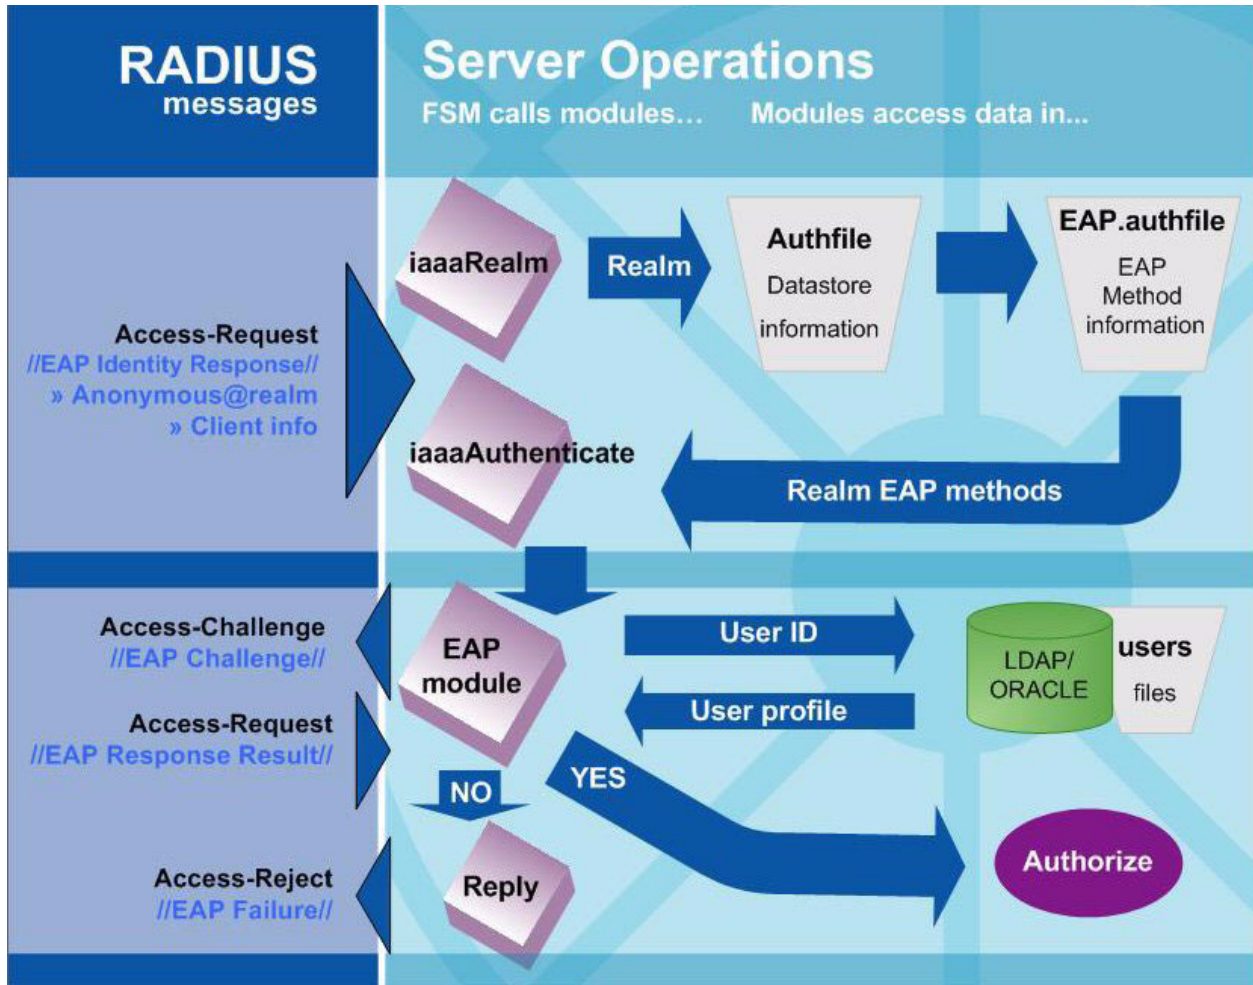 RADIUS
messages
Server Operations
FSM calls modules… Modules access data in...
iaaaRealm
Realm
Authfile
Datastore
information
EAP.authfile
EAP
Method
information
Access-Request
//EAP Identity Response//
» Anonymous@realm
» Client info
iaaaAuthenticate
Realm EAP methods
Access-Challenge
//EAP Challenge//
EAP
module
User ID
User profile
LDAP/
ORACLE
users
files
Access-Request
//EAP Response Result//
NO
YES
Access-Reject
//EAP Failure//
Reply
Authorize